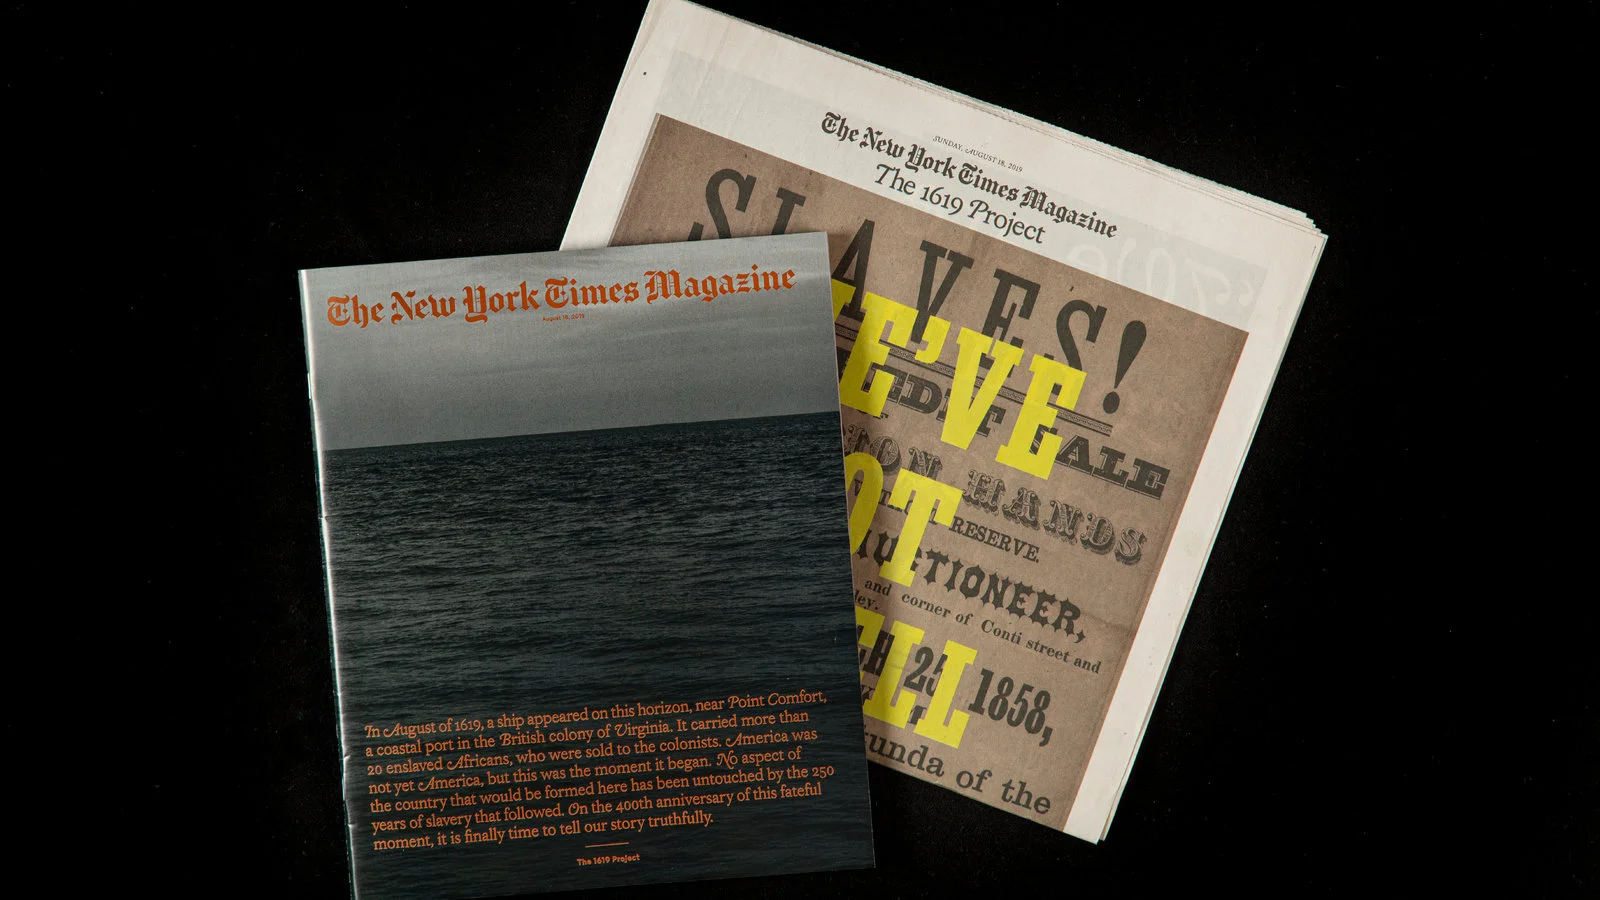 The New York Times Magazine
August 18, 2019
In August of 1619, a ship appeared on this horizon, near Point Comfort,
a coastal port in the British colony of Virginia. It carried more than
20 enslaved Africans, who were sold to the colonists. America was
not yet America, but this was the moment it began. No aspect of
the country that would be formed here has been untouched by the 250
years of slavery that followed. On the 400th anniversary of this fateful
moment, it is finally time to tell our story truthfully.
The 1619 Project
SUNDAY, AUGUST 18, 2019
The New York Times Magazine
The 1619 Project
SLAVES!
E'VE
SALE
HANDS
OT
RESERVE.
AUCTIONEER,
and corner of Conti street and
ley.
ELL
25, 1858,
unda of the